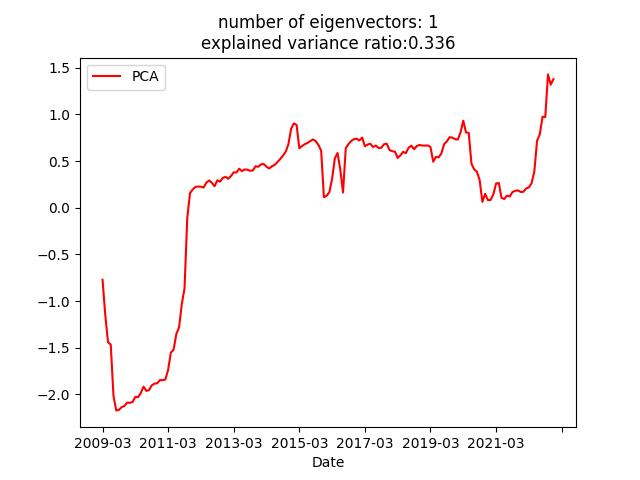 number of eigenvectors: 1
explained variance ratio:0.336
PCA
1.5
1.0
0.5
0.0
−0.5
−1.0
−1.5
−2.0
2009-03 2011-03 2013-03 2015-03 2017-03 2019-03 2021-03
Date